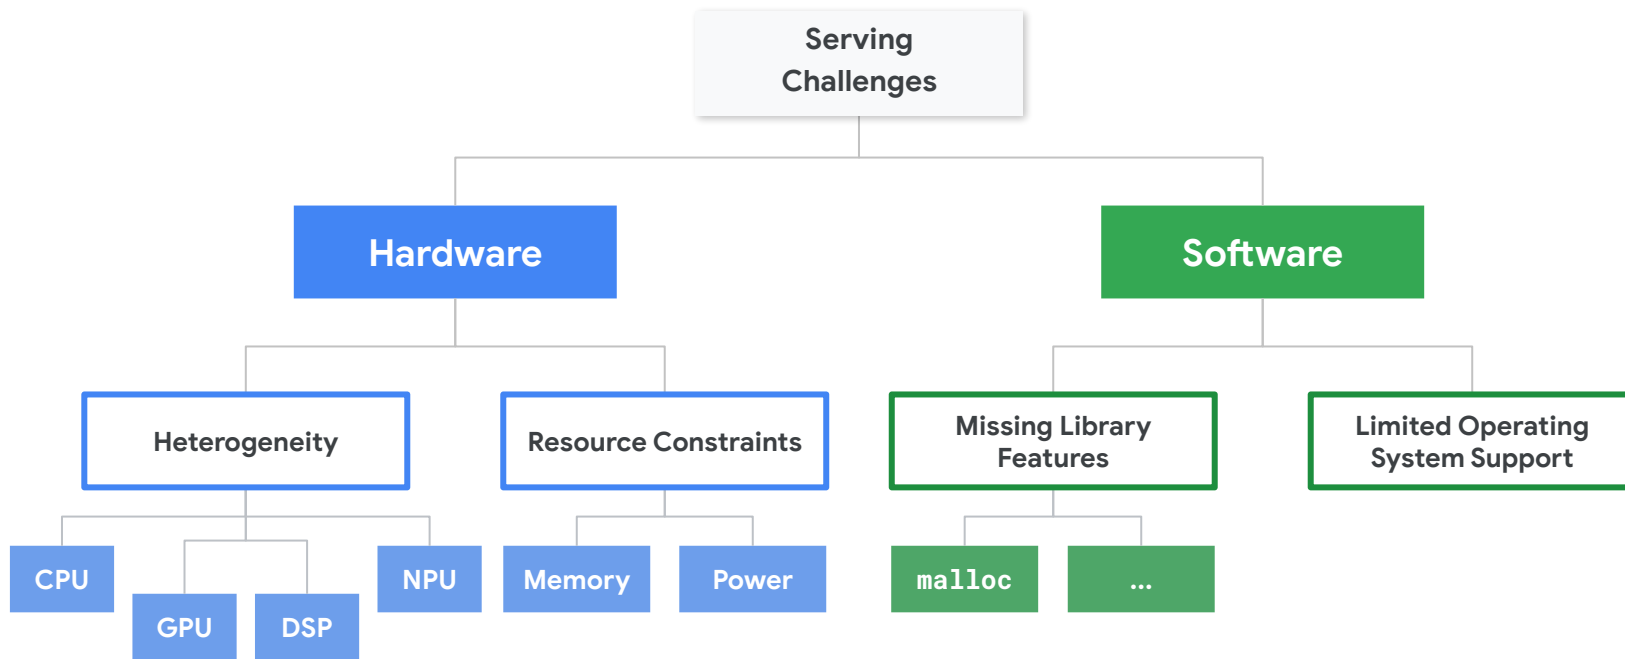 Serving
Challenges
Hardware
Software
Heterogeneity
Resource Constraints
Missing Library
Features
Limited Operating
System Support
CPU
GPU
DSP
NPU
Memory
Power
malloc
...